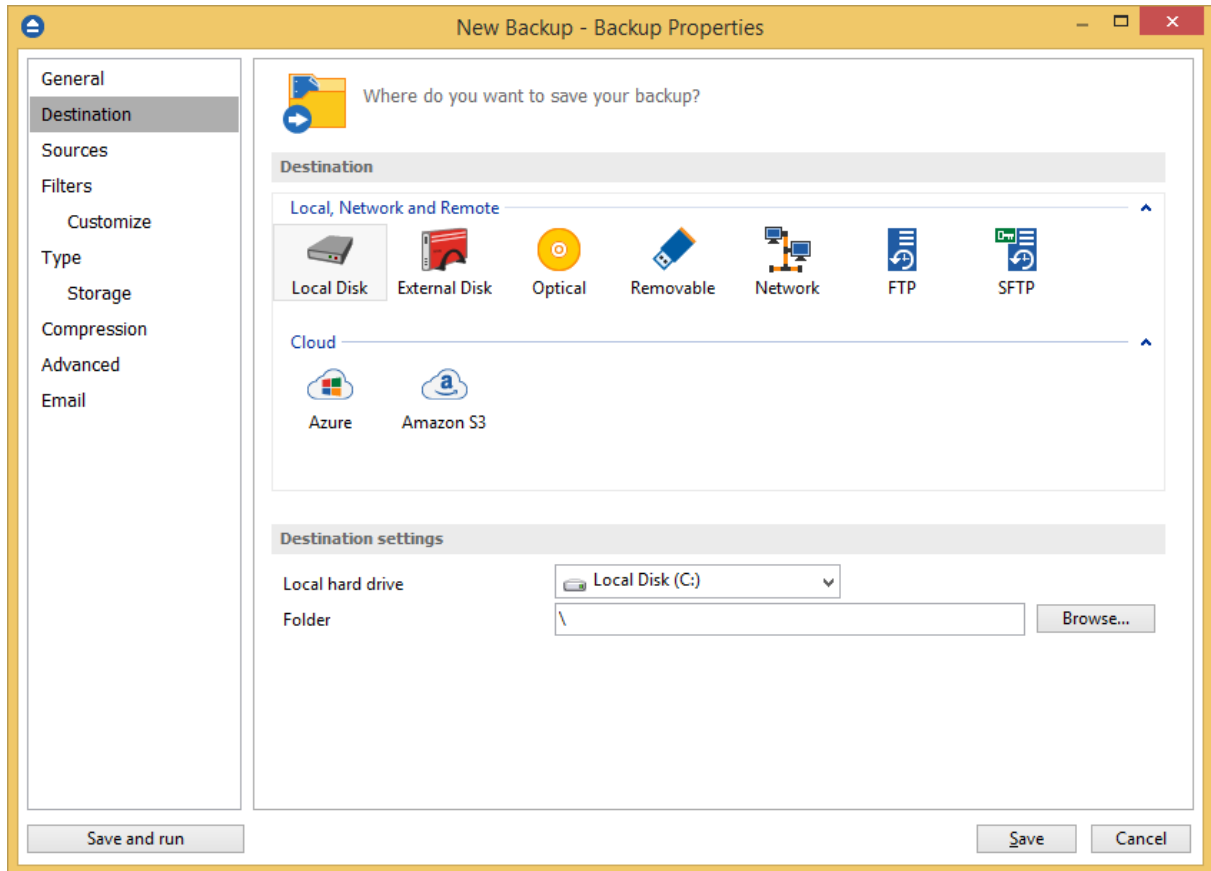 New Backup - Backup Properties
General
Destination
Sources
Filters
Customize
Type
Storage
Compression
Advanced
Email
Where do you want to save your backup?
Destination
Local, Network and Remote
Local Disk External Disk Optical Removable Network FTP SFTP
Cloud
a
Azure Amazon S3
Destination settings
Local hard drive Local Disk (C:)
Folder \ Browse...
Save and run Save Cancel